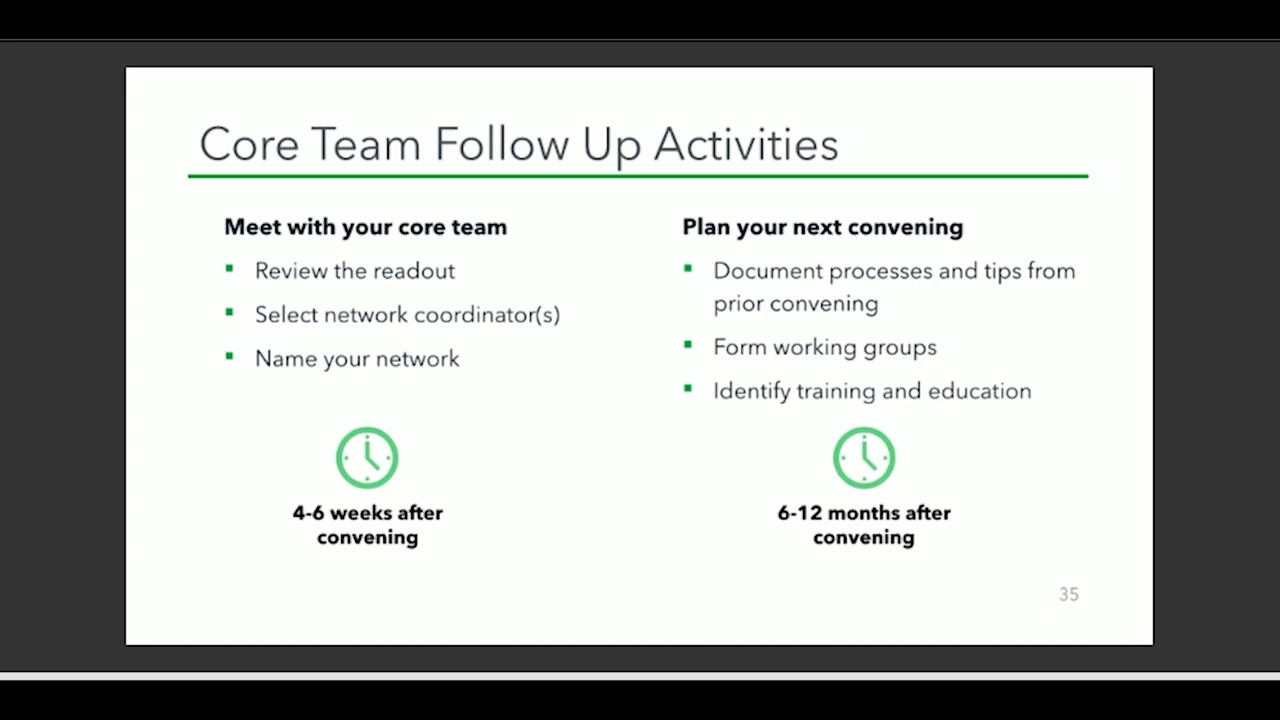 Core Team Follow Up Activities
Meet with your core team
Review the readout
Select network coordinator(s)
Name your network
4-6 weeks after
convening
Plan your next convening
Document processes and tips from
prior convening
Form working groups
Identify training and education
6-12 months after
convening
35